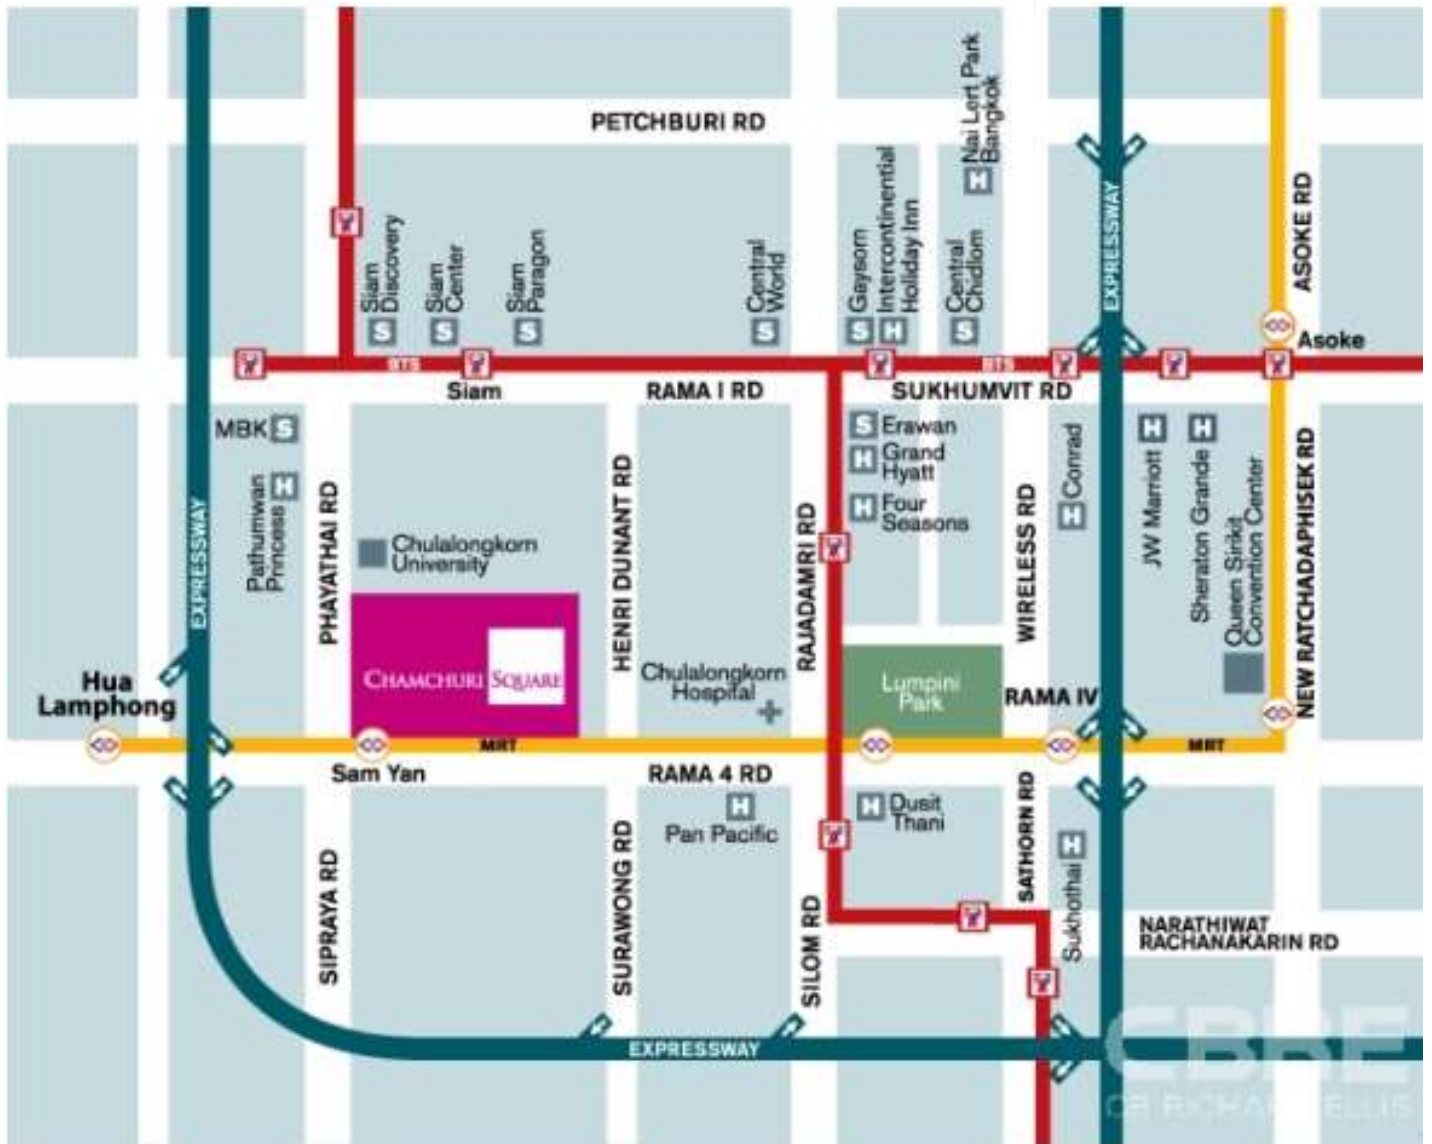 PETCHBURI RD
Nai Lert Park
Bangkok
H
EXPRESSWAY
ASOKE RD
Siam
Discovery
S
Siam
Center
S
Siam
Paragon
S
Central
World
S
Gaysorn
S
Intercontinental
Holiday Inn
H
Central
Chidlom
S
Asoke
BTS
BTS
Siam
RAMA I RD
SUKHUMVIT RD
MBK S
S Erawan
H Grand
Hyatt
H Four
Seasons
Conrad
H
H
JW Marriott
H
Sheraton Grande
Queen Sirikit
Convention Center
NEW RATCHADAPHISEK RD
H
Pathumwan
Princess
EXPRESSWAY
PHAYATHAI RD
Chulalongkorn
University
HENRI DUNANT RD
RAJADAMRI RD
WIRELESS RD
CHAMCHURI SQUARE
Chulalongkorn
Hospital
Lumpini
Park
RAMA IV
Hua
Lamphong
MRT
MRT
Sam Yan
RAMA 4 RD
H
Pan Pacific
H Dusit
Thani
SATHORN RD
H
Sukhothai
SIPRAYA RD
SURAWONG RD
SILOM RD
NARATHIWAT
RACHANAKARIN RD
EXPRESSWAY
CBRE
CB RICHARD ELLIS